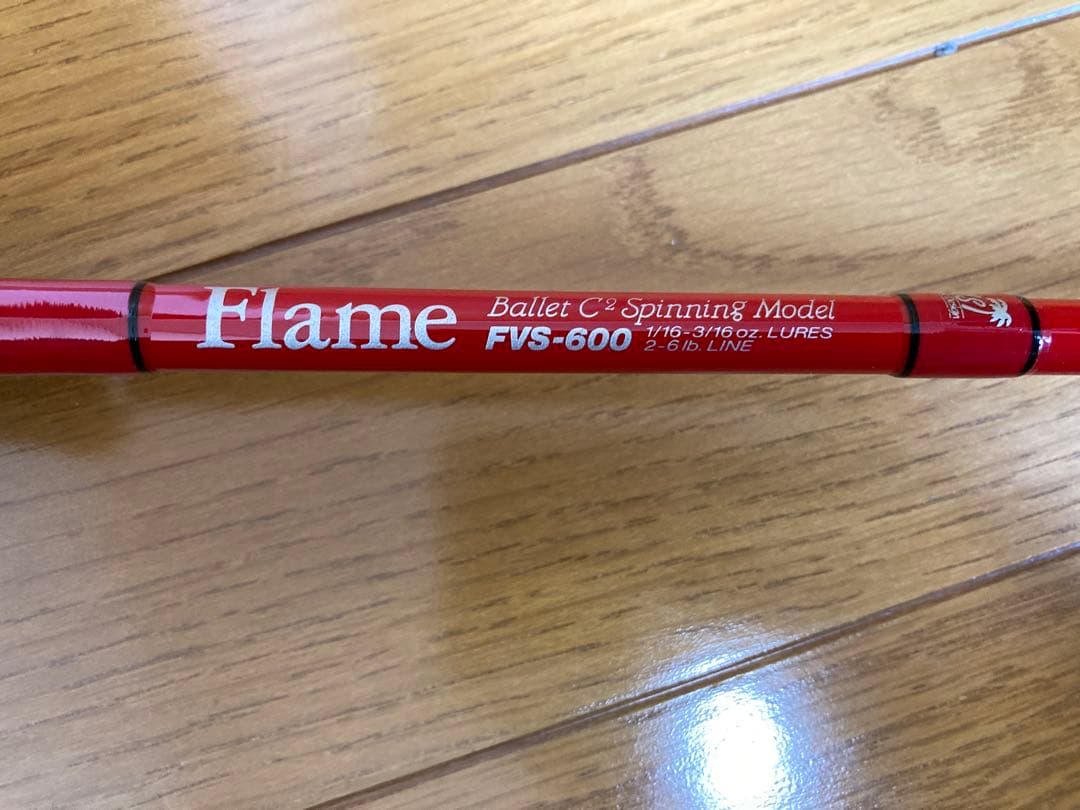 Flame
Ballet C² Spinning Model
FVS-600
1/16-3/16 oz. LURES
2-6 lb. LINE